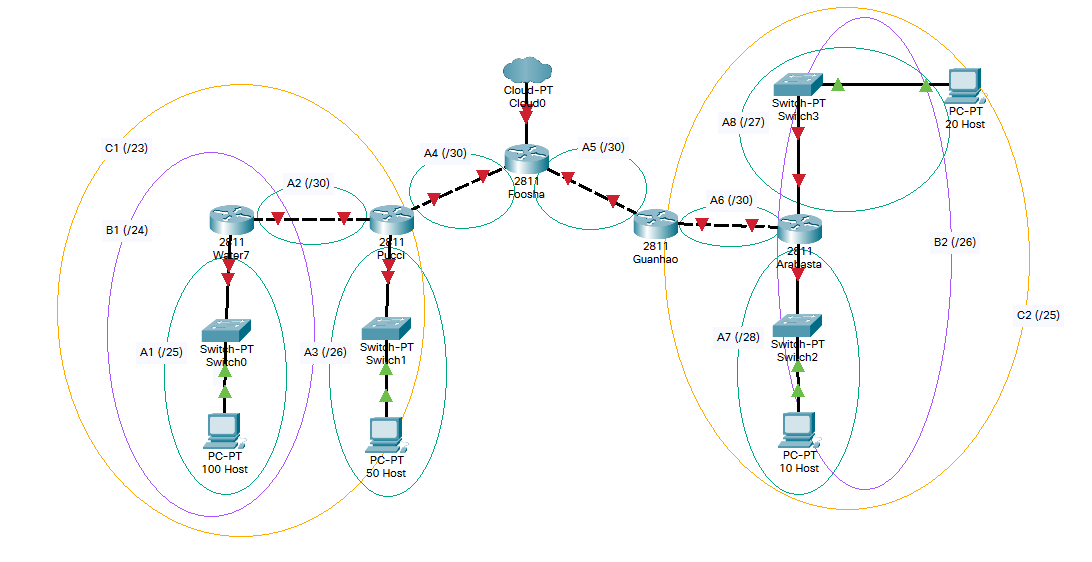 Cloud-PT
Cloud0
C1 (/23)
A4 (/30)
A5 (/30)
2811
Foosha
A2 (/30)
B1 (/24)
2811
Water7
2811
Pucci
A1 (/25)
Switch-PT
Switch0
A3 (/26)
Switch-PT
Switch1
PC-PT
100 Host
PC-PT
50 Host
Switch-PT
Switch3
A8 (/27)
PC-PT
20 Host
A6 (/30)
2811
Guanhao
2811
Arabasta
B2 (/26)
C2 (/25)
A7 (/28)
Switch-PT
Switch2
PC-PT
10 Host